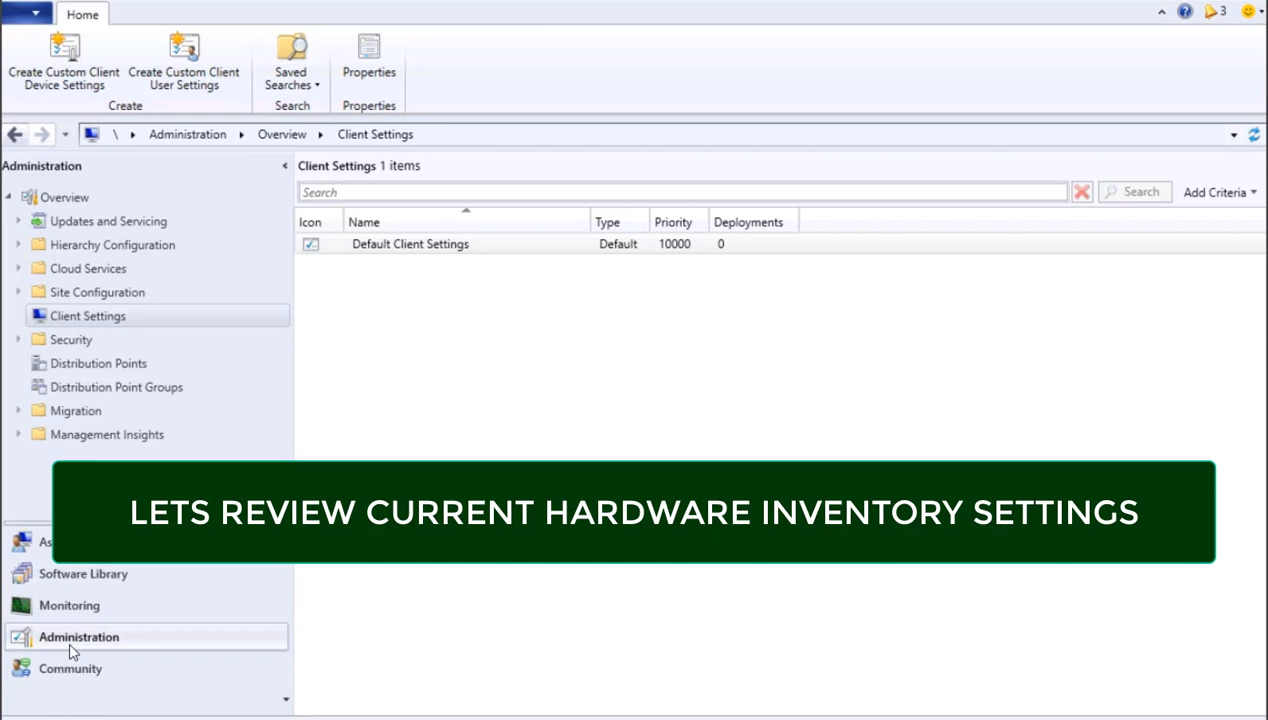 Home
3
Create Custom Client Device Settings
Create Custom Client User Settings
Saved Searches
Properties
Create
Search
Properties
\ Administration Overview Client Settings
Administration
Client Settings 1 items
Search
Search
Add Criteria
Icon Name Type Priority Deployments
Default Client Settings Default 10000 0
Overview
Updates and Servicing
Hierarchy Configuration
Cloud Services
Site Configuration
Client Settings
Security
Distribution Points
Distribution Point Groups
Migration
Management Insights
LETS REVIEW CURRENT HARDWARE INVENTORY SETTINGS
As
Software Library
Monitoring
Administration
Community